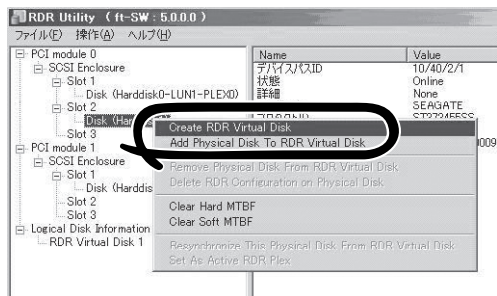 RDR Utility ( ft-SW : 5.0.0.0 )
ファイル(F) 操作(A) ヘルプ(H)
PCI module 0
SCSI Enclosure
Slot 1
Disk (Harddisk0-LUN1-PLEX0)
Slot 2
Disk (Hard
Slot 3
PCI module 1
SCSI Enclosure
Slot 1
Disk (Harddis
Slot 2
Slot 3
Logical Disk Information
RDR Virtual Disk 1
Name Value
デバイスパスID 10/40/2/1
状態 Online
詳細 None
SEAGATE
009
Create RDR Virtual Disk
Add Physical Disk To RDR Virtual Disk
Remove Physical Disk From RDR Virtual Disk
Delete RDR Configuration on Physical Disk
Clear Hard MTBF
Clear Soft MTBF
Resynchronize This Physical Disk From RDR Virtual Disk
Set As Active RDR Plex